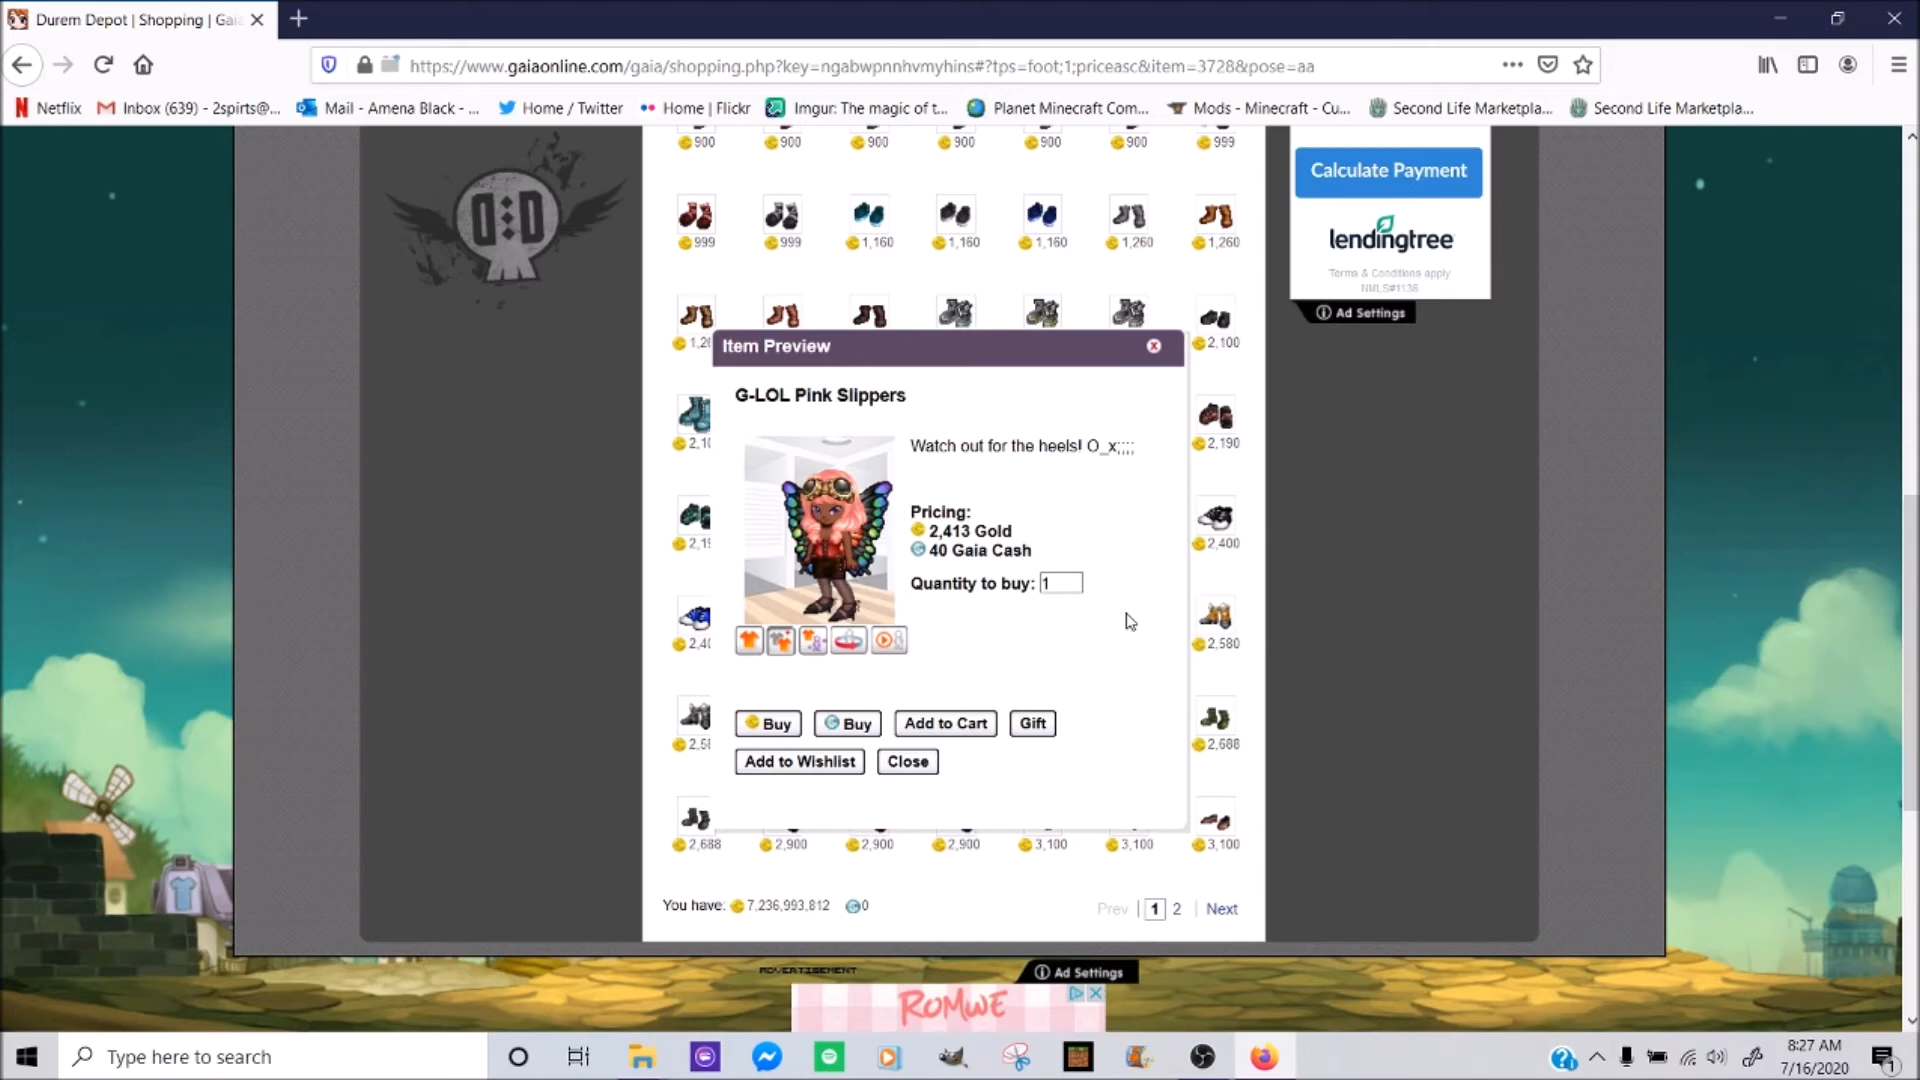 Durem Depot | Shopping | Gai
https://www.gaiaonline.com/gaia/shopping.php?key=ngabwpnnhvmyhins#?tps=foot;1;priceasc&item=3728&pose=aa
Netflix
Inbox (639) - 2spirts@...
Mail - Amena Black - ...
Home / Twitter
Home | Flickr
Imgur: The magic of t...
Planet Minecraft Com...
Mods - Minecraft - Cu...
Second Life Marketpla...
Second Life Marketpla...
900 900 900 900 900 900 999
999 999 1,160 1,160 1,160 1,260 1,260
D:D
Calculate Payment
lendingtree
Terms & Conditions apply
NMLS#1136
Ad Settings
2,100
2,190
2,400
2,580
2,688
Item Preview
G-LOL Pink Slippers
Watch out for the heels! O_x;;;;
Pricing:
2,413 Gold
40 Gaia Cash
Quantity to buy: 1
Buy
Buy
Add to Cart
Gift
Add to Wishlist
Close
2,688 2,900 2,900 2,900 3,100 3,100 3,100
You have: 7,236,993,812 0
Prev | 1 2 | Next
ADVERTISEMENT
Ad Settings
ROMWE
Type here to search
8:27 AM
7/16/2020
1